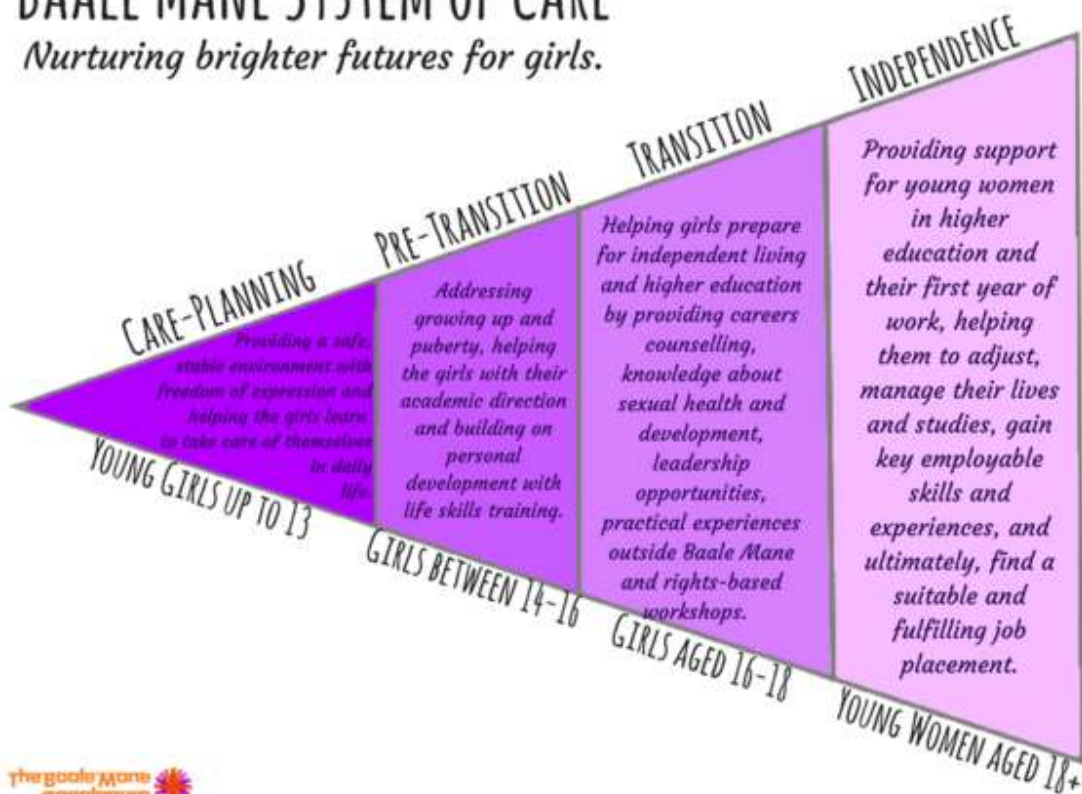 BAALE MANE SYSTEM OF CARE
Nurturing brighter futures for girls.
CARE-PLANNING
Providing a safe,
stable environment with
freedom of expression and
helping the girls learn
to take care of themselves
in daily
life.
YOUNG GIRLS UP TO 13
PRE-TRANSITION
Addressing
growing up and
puberty, helping
the girls with their
academic direction
and building on
personal
development with
life skills training.
GIRLS BETWEEN 14-16
TRANSITION
Helping girls prepare
for independent living
and higher education
by providing careers
counselling,
knowledge about
sexual health and
development,
leadership
opportunities,
practical experiences
outside Baale Mane
and rights-based
workshops.
GIRLS AGED 16-18
INDEPENDENCE
Providing support
for young women
in higher
education and
their first year of
work, helping
them to adjust,
manage their lives
and studies, gain
key employable
skills and
experiences, and
ultimately, find a
suitable and
fulfilling job
placement.
YOUNG WOMEN AGED 18+
The Baale Mane